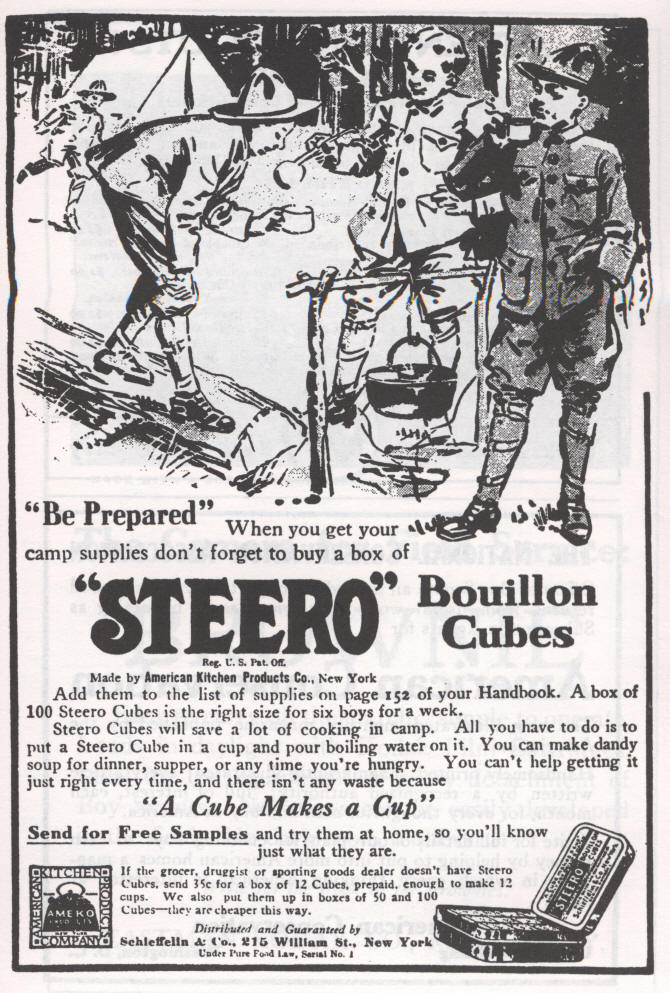 "Be Prepared" When you get your
camp supplies don't forget to buy a box of
"STEERO" Bouillon
Cubes
Reg. U. S. Pat. Off.
Made by American Kitchen Products Co., New York
Add them to the list of supplies on page 152 of your Handbook. A box of
100 Steero Cubes is the right size for six boys for a week.
Steero Cubes will save a lot of cooking in camp. All you have to do is to
put a Steero Cube in a cup and pour boiling water on it. You can make dandy
soup for dinner, supper, or any time you're hungry. You can't help getting it
just right every time, and there isn't any waste because
"A Cube Makes a Cup"
Send for Free Samples and try them at home, so you'll know
just what they are.
If the grocer, druggist or sporting goods dealer doesn't have Steero
Cubes, send 35c for a box of 12 Cubes, prepaid, enough to make 12
cups. We also put them up in boxes of 50 and 100
Cubes—they are cheaper this way.
Distributed and Guaranteed by
Schieffelin & Co., 215 William St., New York
Under Pure Food Law, Serial No. 1
AMERICAN
KITCHEN
PRODUCTS
COMPANY
AMEKO
NEW YORK
STEERO
CUBES